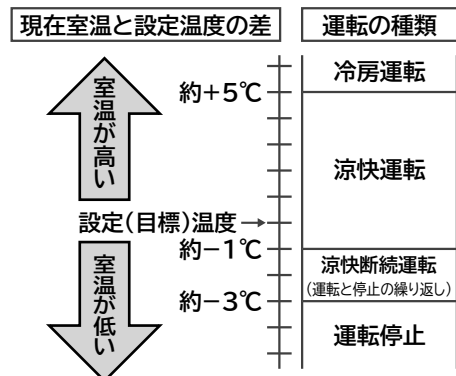 現在室温と設定温度の差
運転の種類
室温が高い
冷房運転
約+5℃
涼快運転
設定(目標)温度→
約-1℃
室温が低い
涼快断続運転
(運転と停止の繰り返し)
約-3℃
運転停止